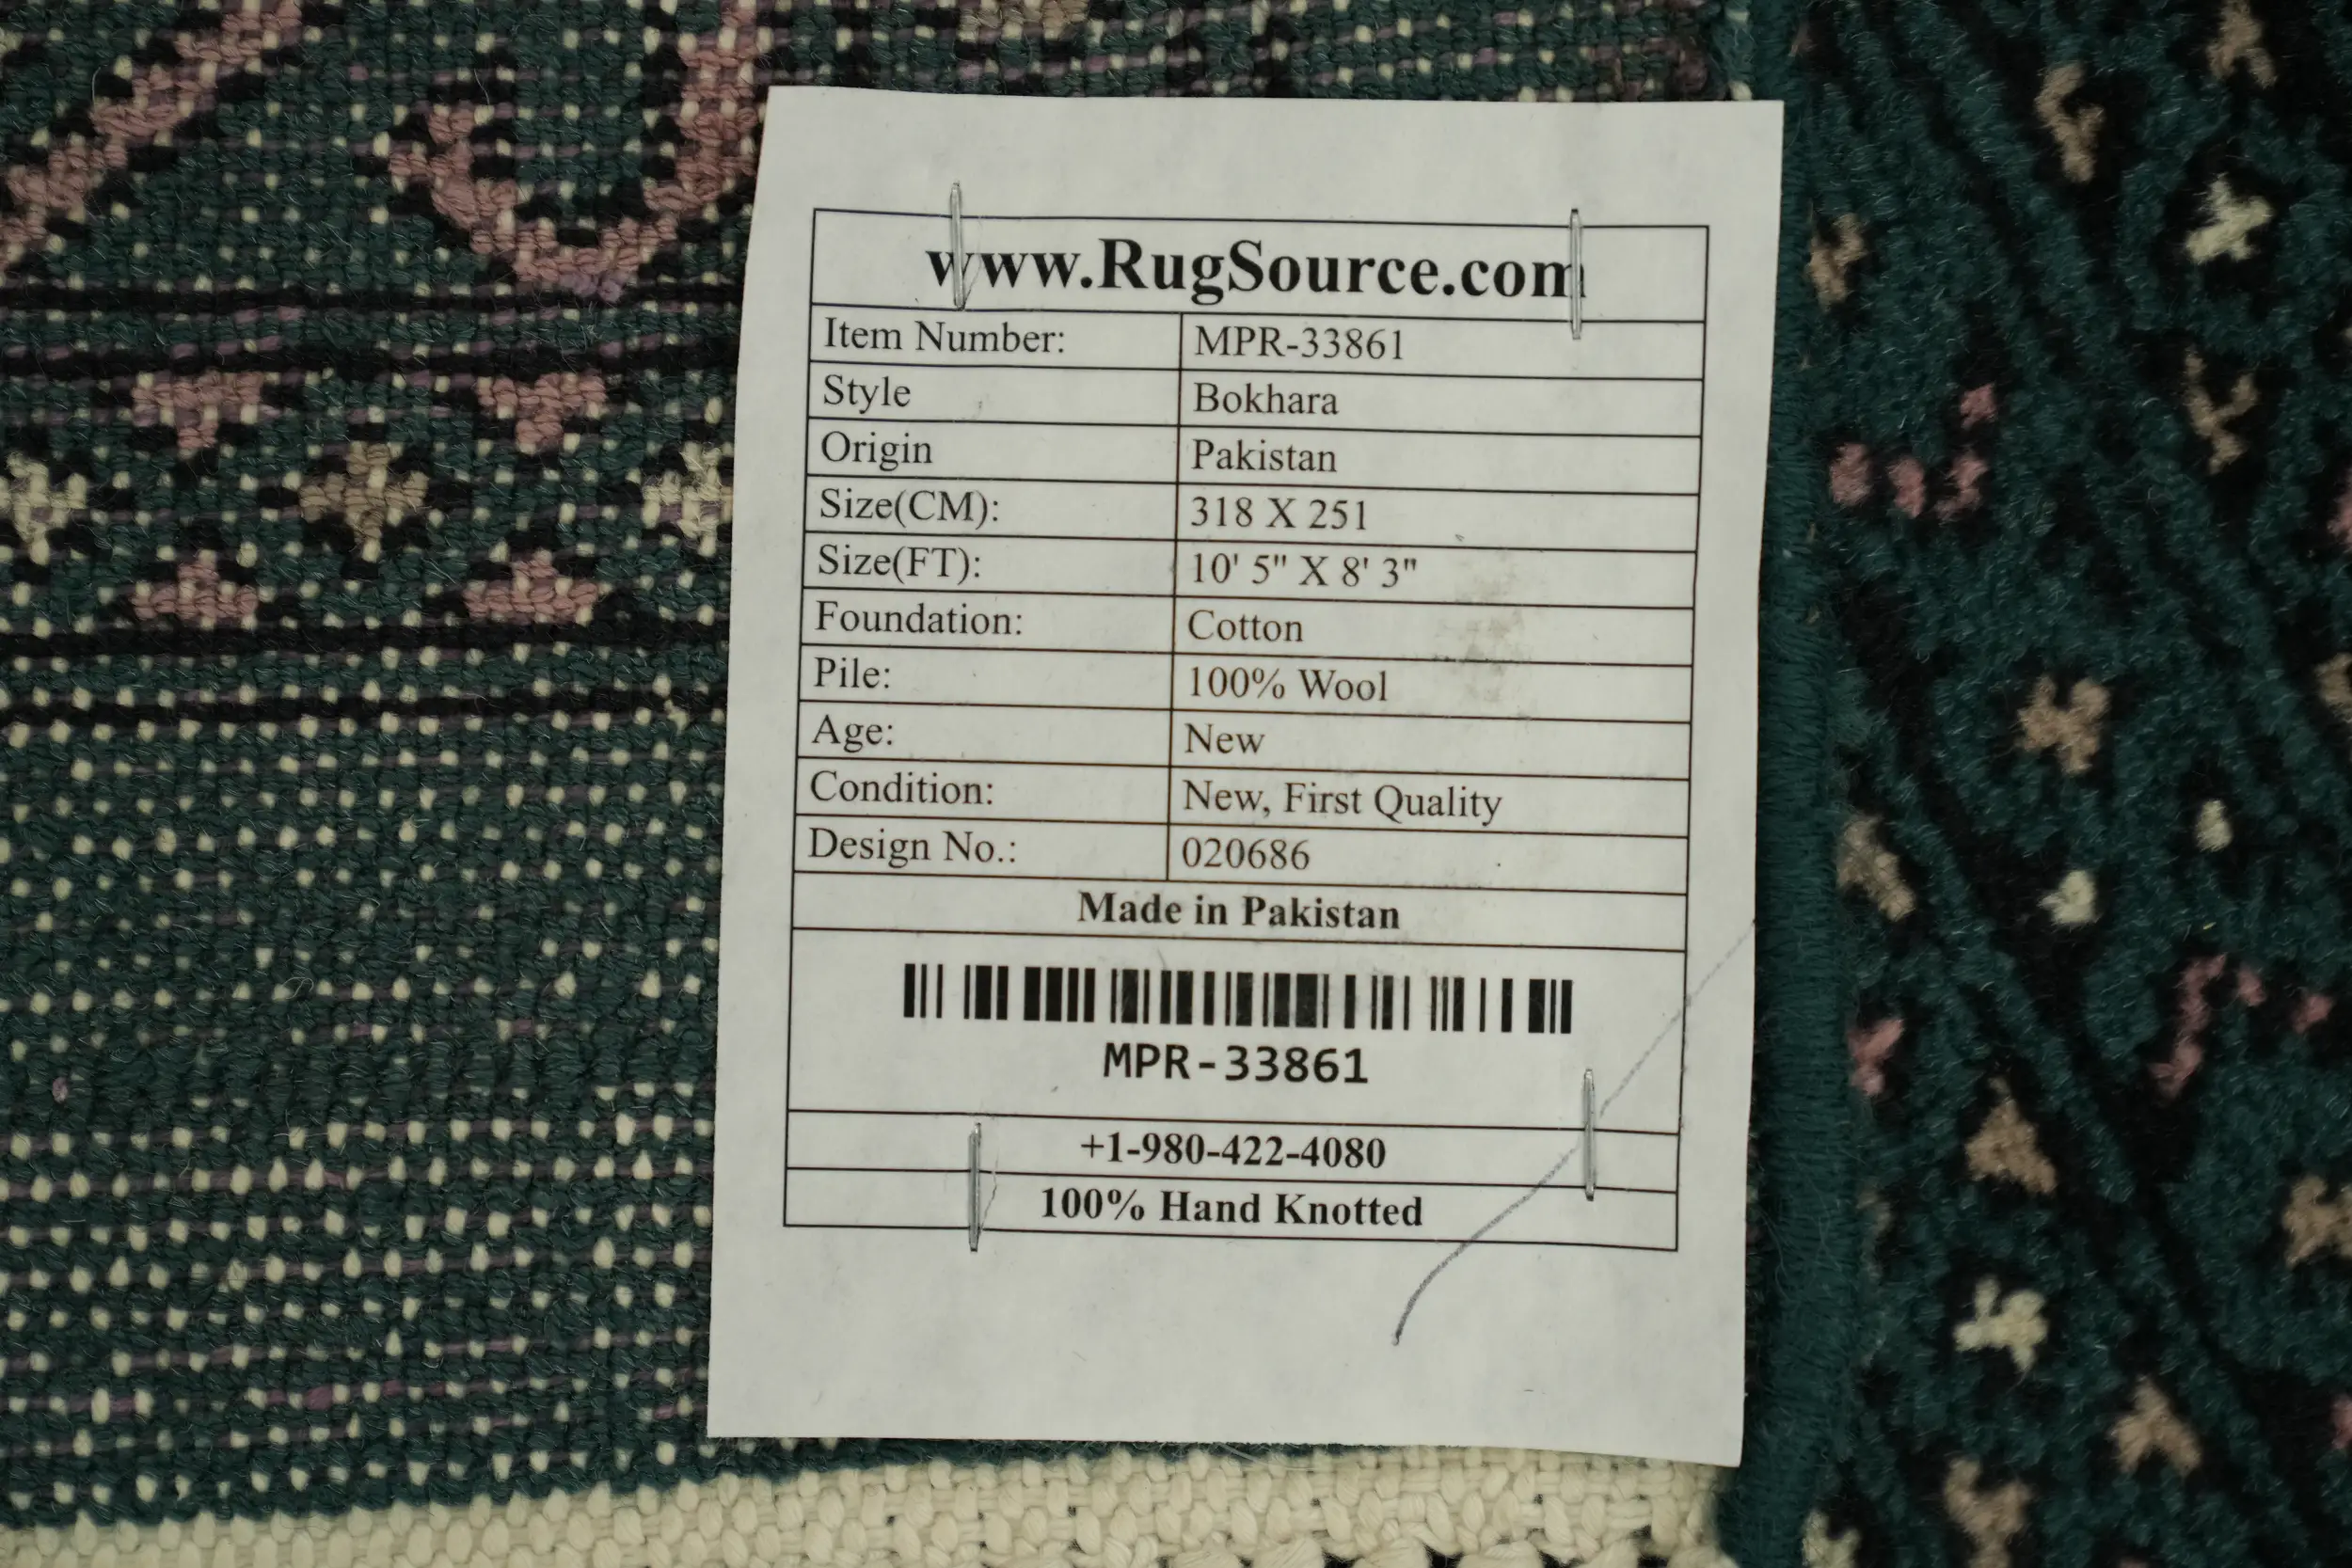 www.RugSource.com
Item Number: MPR-33861
Style Bokhara
Origin Pakistan
Size(CM): 318 X 251
Size(FT): 10' 5" X 8' 3"
Foundation: Cotton
Pile: 100% Wool
Age: New
Condition: New, First Quality
Design No.: 020686
Made in Pakistan
MPR-33861
+1-980-422-4080
100% Hand Knotted